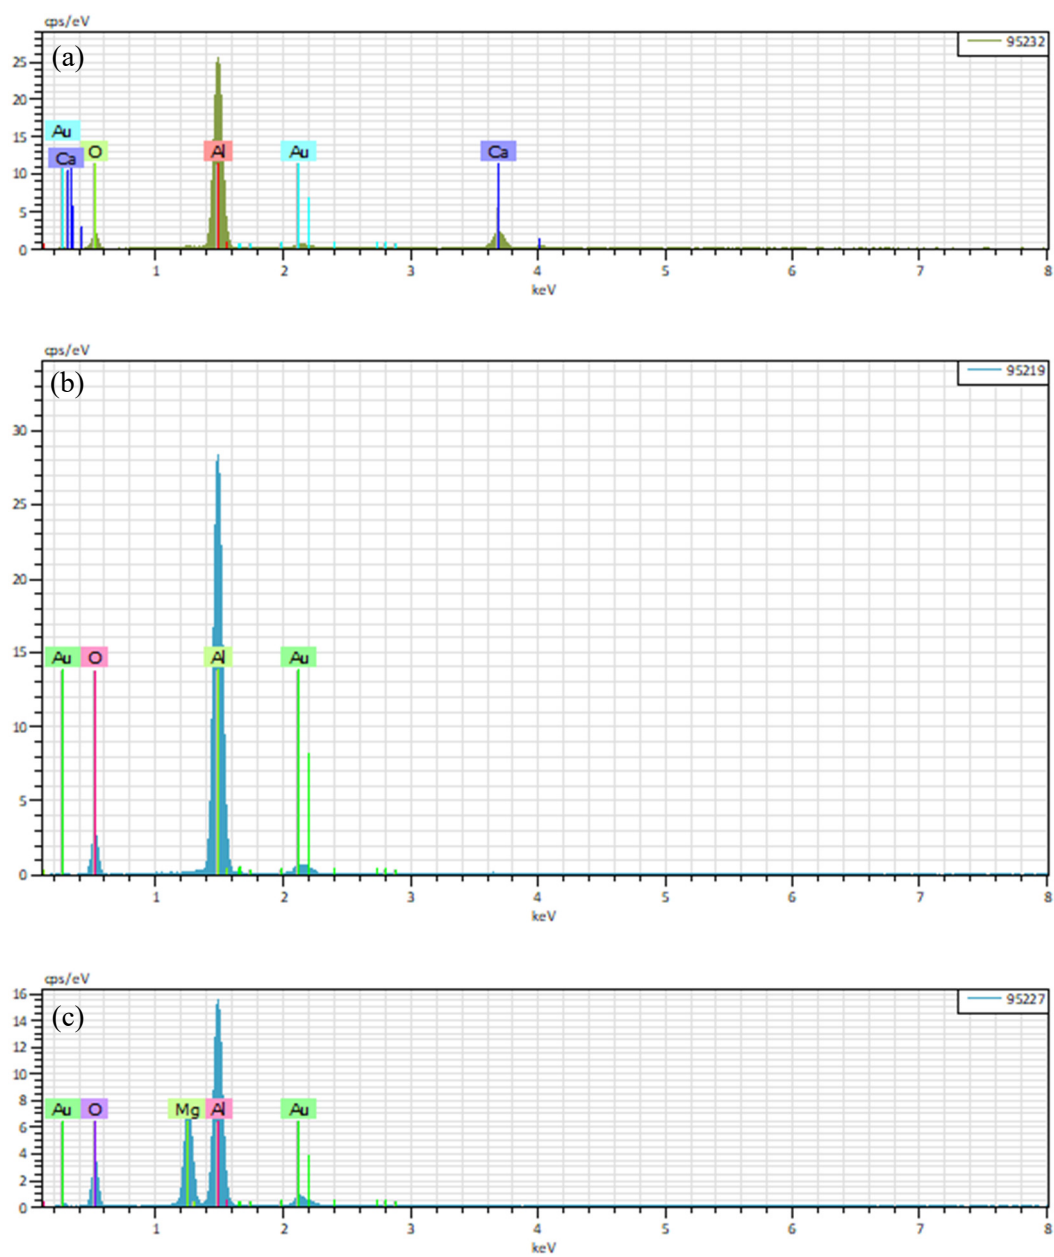 cps/eV
(a)
95232
25
20
15
10
5
0
Au
Ca O Al Au Ca
1 2 3 4 5 6 7 8
keV
cps/eV
(b)
95219
30
25
20
15
10
5
0
Au O Al Au
1 2 3 4 5 6 7 8
keV
cps/eV
(c)
95227
16
14
12
10
8
6
4
2
0
Au O Mg Al Au
1 2 3 4 5 6 7 8
keV